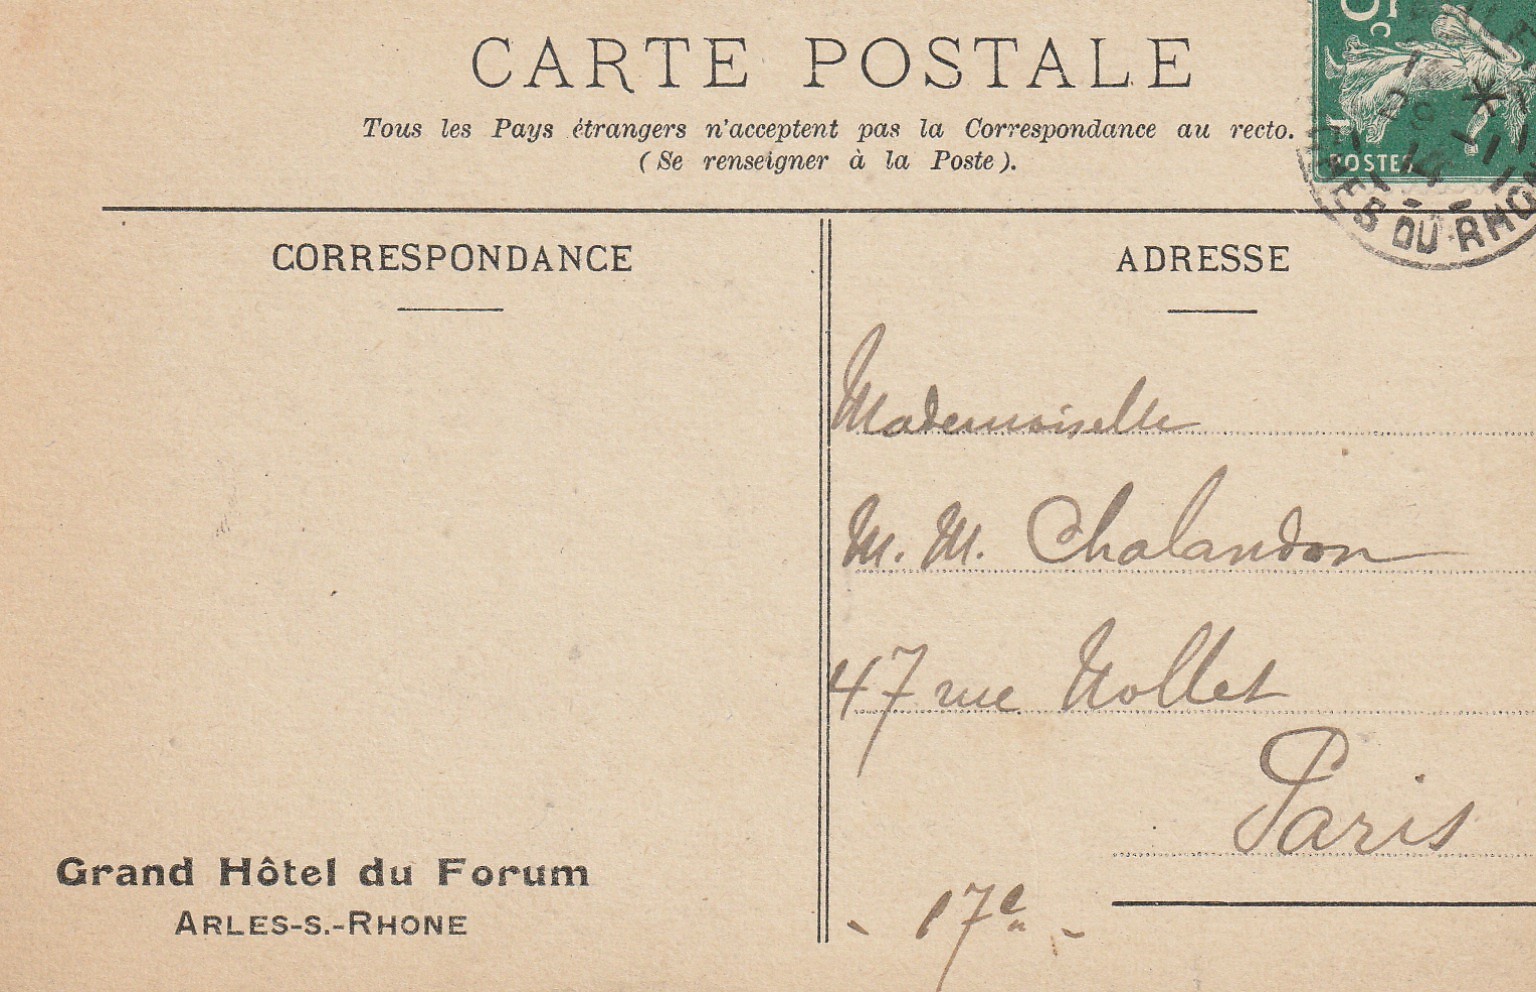 CARTE POSTALE
Tous les Pays étrangers n'acceptent pas la Correspondance au recto.
(Se renseigner à la Poste).
5c
POSTES
DU RHO
CORRESPONDANCE
ADRESSE
Mademoiselle
M. M. Chalandon
47 rue Nollet
Paris
- 17e -
Grand Hôtel du Forum
ARLES-S.-RHONE